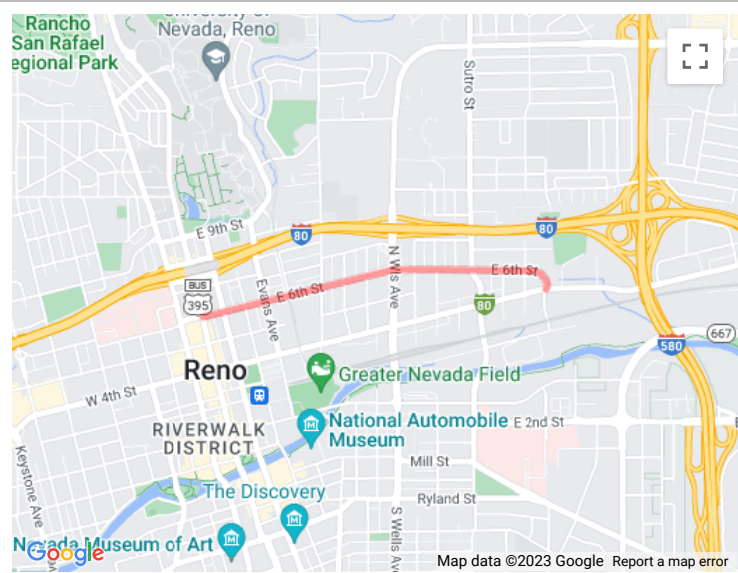 Rancho
San Rafael
egional Park
University of
Nevada, Reno
Sutro St
E 9th St
80
80
N Wls Ave
E 6th St
BUS
395
E 6th St
Evans Ave
80
667
580
Reno
Greater Nevada Field
W 4th St
RIVERWALK
DISTRICT
National Automobile
Museum
E 2nd St
E
Keystone Ave
Mill St
The Discovery
Ryland St
S Wells Ave
Nevada Museum of Art
Google
Map data ©2023 Google
Report a map error